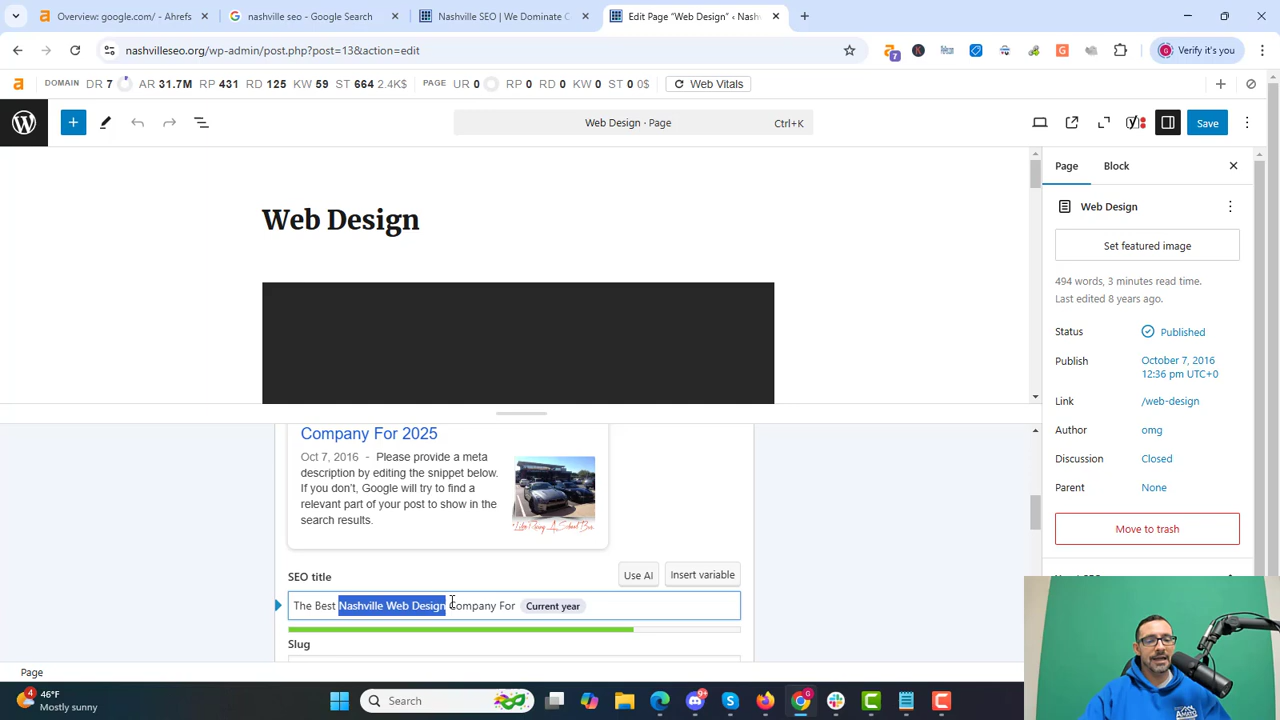 Overview: google.com/ - Ahrefs
nashville seo - Google Search
Nashville SEO | We Dominate C
Edit Page "Web Design" ‹ Nash
nashvilleseo.org/wp-admin/post.php?post=13&action=edit
7
Verify it's you
DOMAIN DR 7 AR 31.7M RP 431 RD 125 KW 59 ST 664 2.4K$ PAGE UR 0 RP 0 RD 0 KW 0 ST 0 0$ Web Vitals
Web Design · Page Ctrl+K
Save
Page Block
Web Design
Web Design
Set featured image
494 words, 3 minutes read time.
Last edited 8 years ago.
Status Published
Publish October 7, 2016
12:36 pm UTC+0
Link /web-design
Author omg
Discussion Closed
Parent None
Move to trash
Company For 2025
Oct 7, 2016 - Please provide a meta
description by editing the snippet below.
If you don't, Google will try to find a
relevant part of your post to show in the
search results.
SEO title Use AI Insert variable
The Best Nashville Web Design Company For Current year
Slug
Page
46°F
Mostly sunny
Search